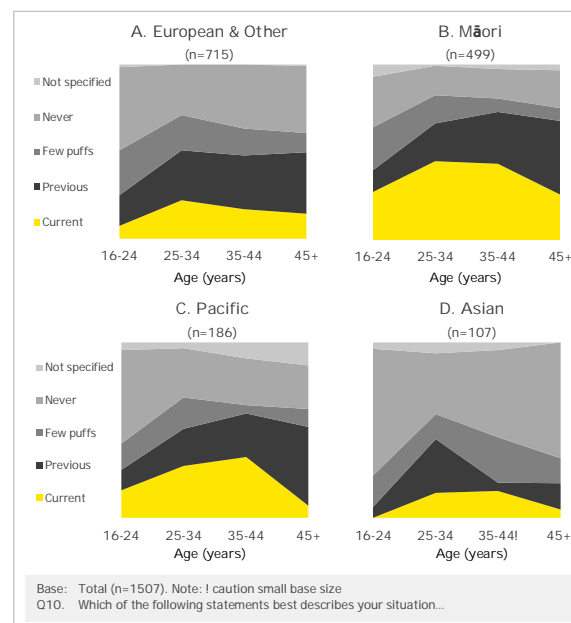 A. European & Other
(n=715)
B. Māori
(n=499)
Not specified
Never
Few puffs
Previous
Current
16-24 25-34 35-44 45+
Age (years)
16-24 25-34 35-44 45+
Age (years)
C. Pacific
(n=186)
D. Asian
(n=107)
Not specified
Never
Few puffs
Previous
Current
16-24 25-34 35-44 45+
Age (years)
16-24 25-34 35-44! 45+
Age (years)
Base: Total (n=1507). Note: ! caution small base size
Q10. Which of the following statements best describes your situation…